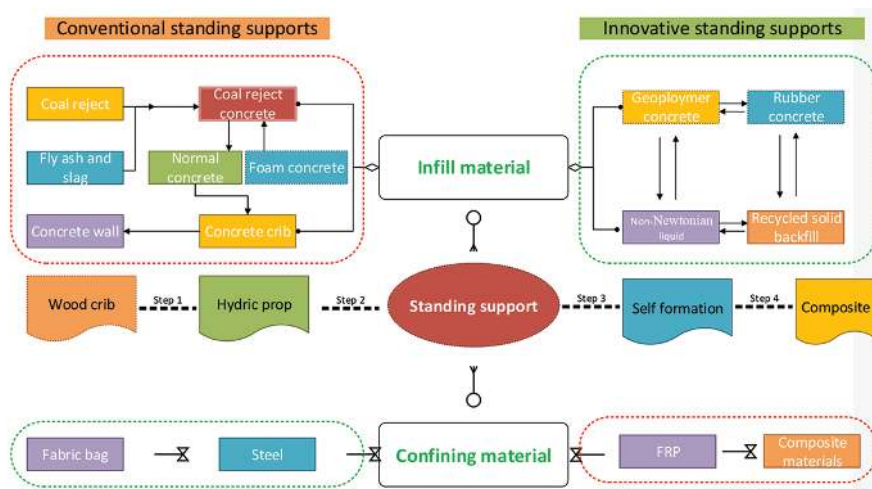 Conventional standing supports
Innovative standing supports
Coal reject
Coal reject
concrete
Fly ash and
slag
Normal
concrete
Foam concrete
Concrete wall
Concrete crib
Infill material
Geoploymer
concrete
Rubber
concrete
Non-Newtonian
liquid
Recycled solid
backfill
Wood crib
Step 1
Hydric prop
Step 2
Standing support
Step 3
Self formation
Step 4
Composite
Fabric bag
Steel
Confining material
FRP
Composite
materials